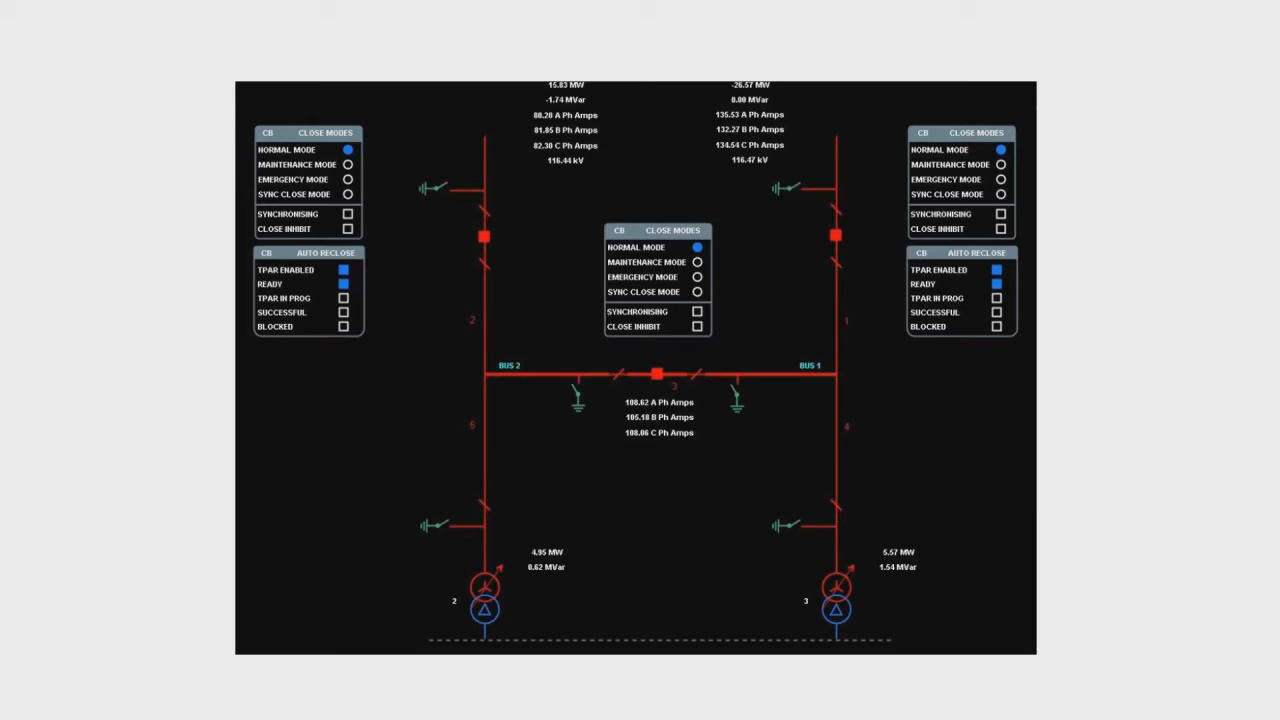 15.83 MW
-1.74 MVar
80.20 A Ph Amps
81.85 B Ph Amps
82.30 C Ph Amps
116.44 kV
-26.57 MW
0.00 MVar
135.53 A Ph Amps
132.27 B Ph Amps
134.54 C Ph Amps
116.47 kV
CB CLOSE MODES
NORMAL MODE
MAINTENANCE MODE
EMERGENCY MODE
SYNC CLOSE MODE
SYNCHRONISING
CLOSE INHIBIT
CB AUTO RECLOSE
TPAR ENABLED
READY
TPAR IN PROG
SUCCESSFUL
BLOCKED
CB CLOSE MODES
NORMAL MODE
MAINTENANCE MODE
EMERGENCY MODE
SYNC CLOSE MODE
SYNCHRONISING
CLOSE INHIBIT
CB CLOSE MODES
NORMAL MODE
MAINTENANCE MODE
EMERGENCY MODE
SYNC CLOSE MODE
SYNCHRONISING
CLOSE INHIBIT
CB AUTO RECLOSE
TPAR ENABLED
READY
TPAR IN PROG
SUCCESSFUL
BLOCKED
2
1
BUS 2
BUS 1
3
108.62 A Ph Amps
105.18 B Ph Amps
108.06 C Ph Amps
5
4
4.95 MW
0.62 MVar
5.57 MW
1.54 MVar
2
3